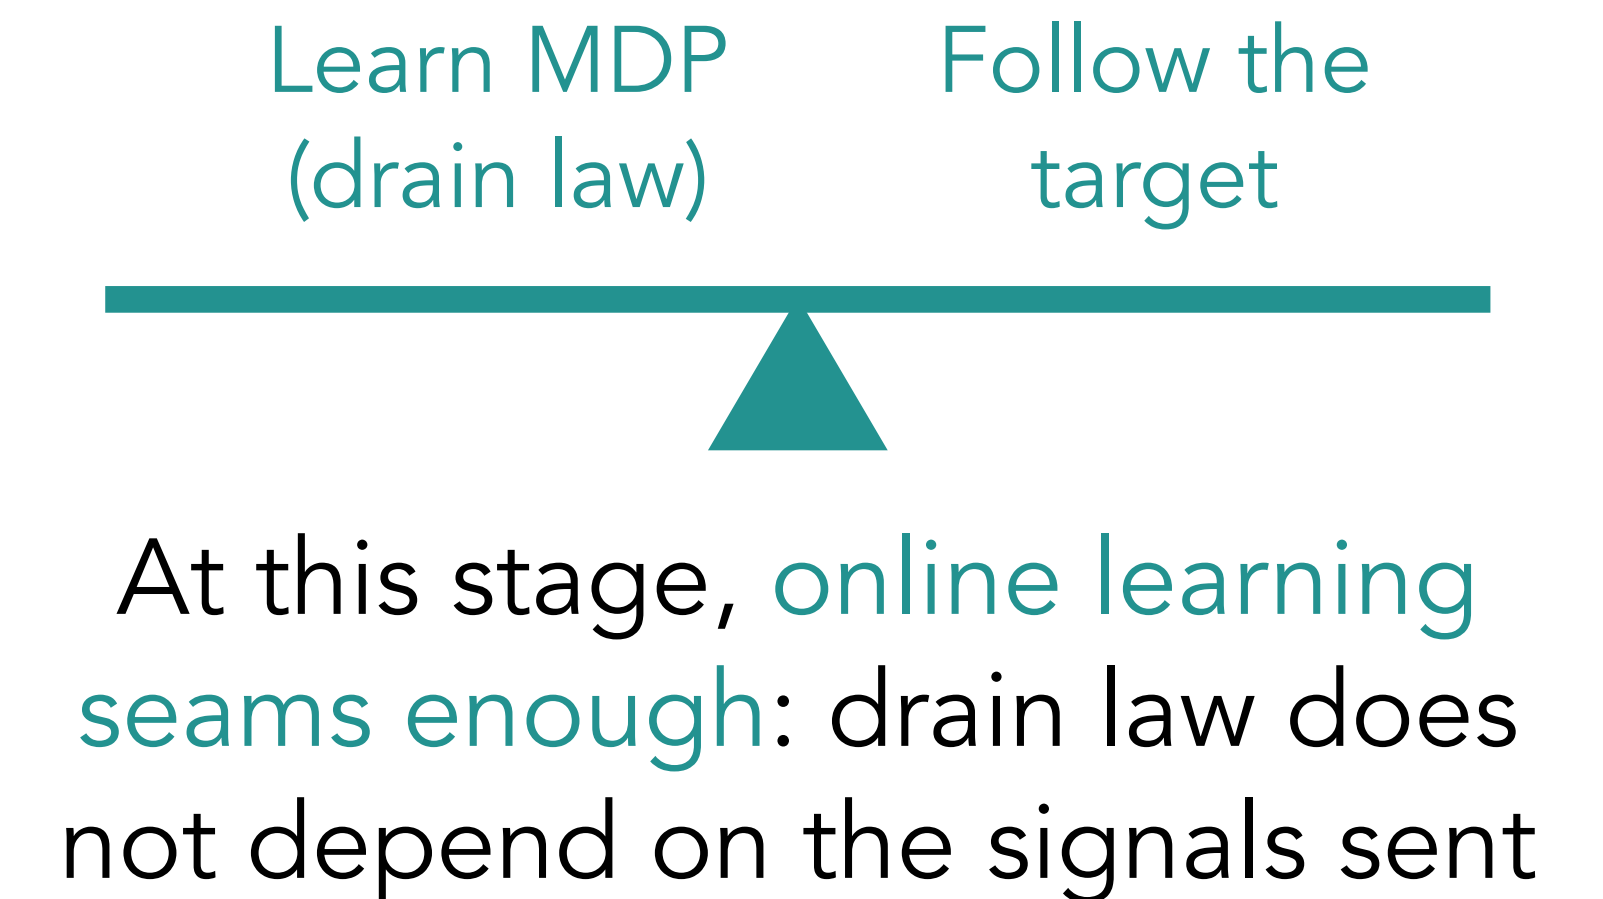 Learn MDP
(drain law)
Follow the
target
At this stage, online learning
seams enough: drain law does
not depend on the signals sent